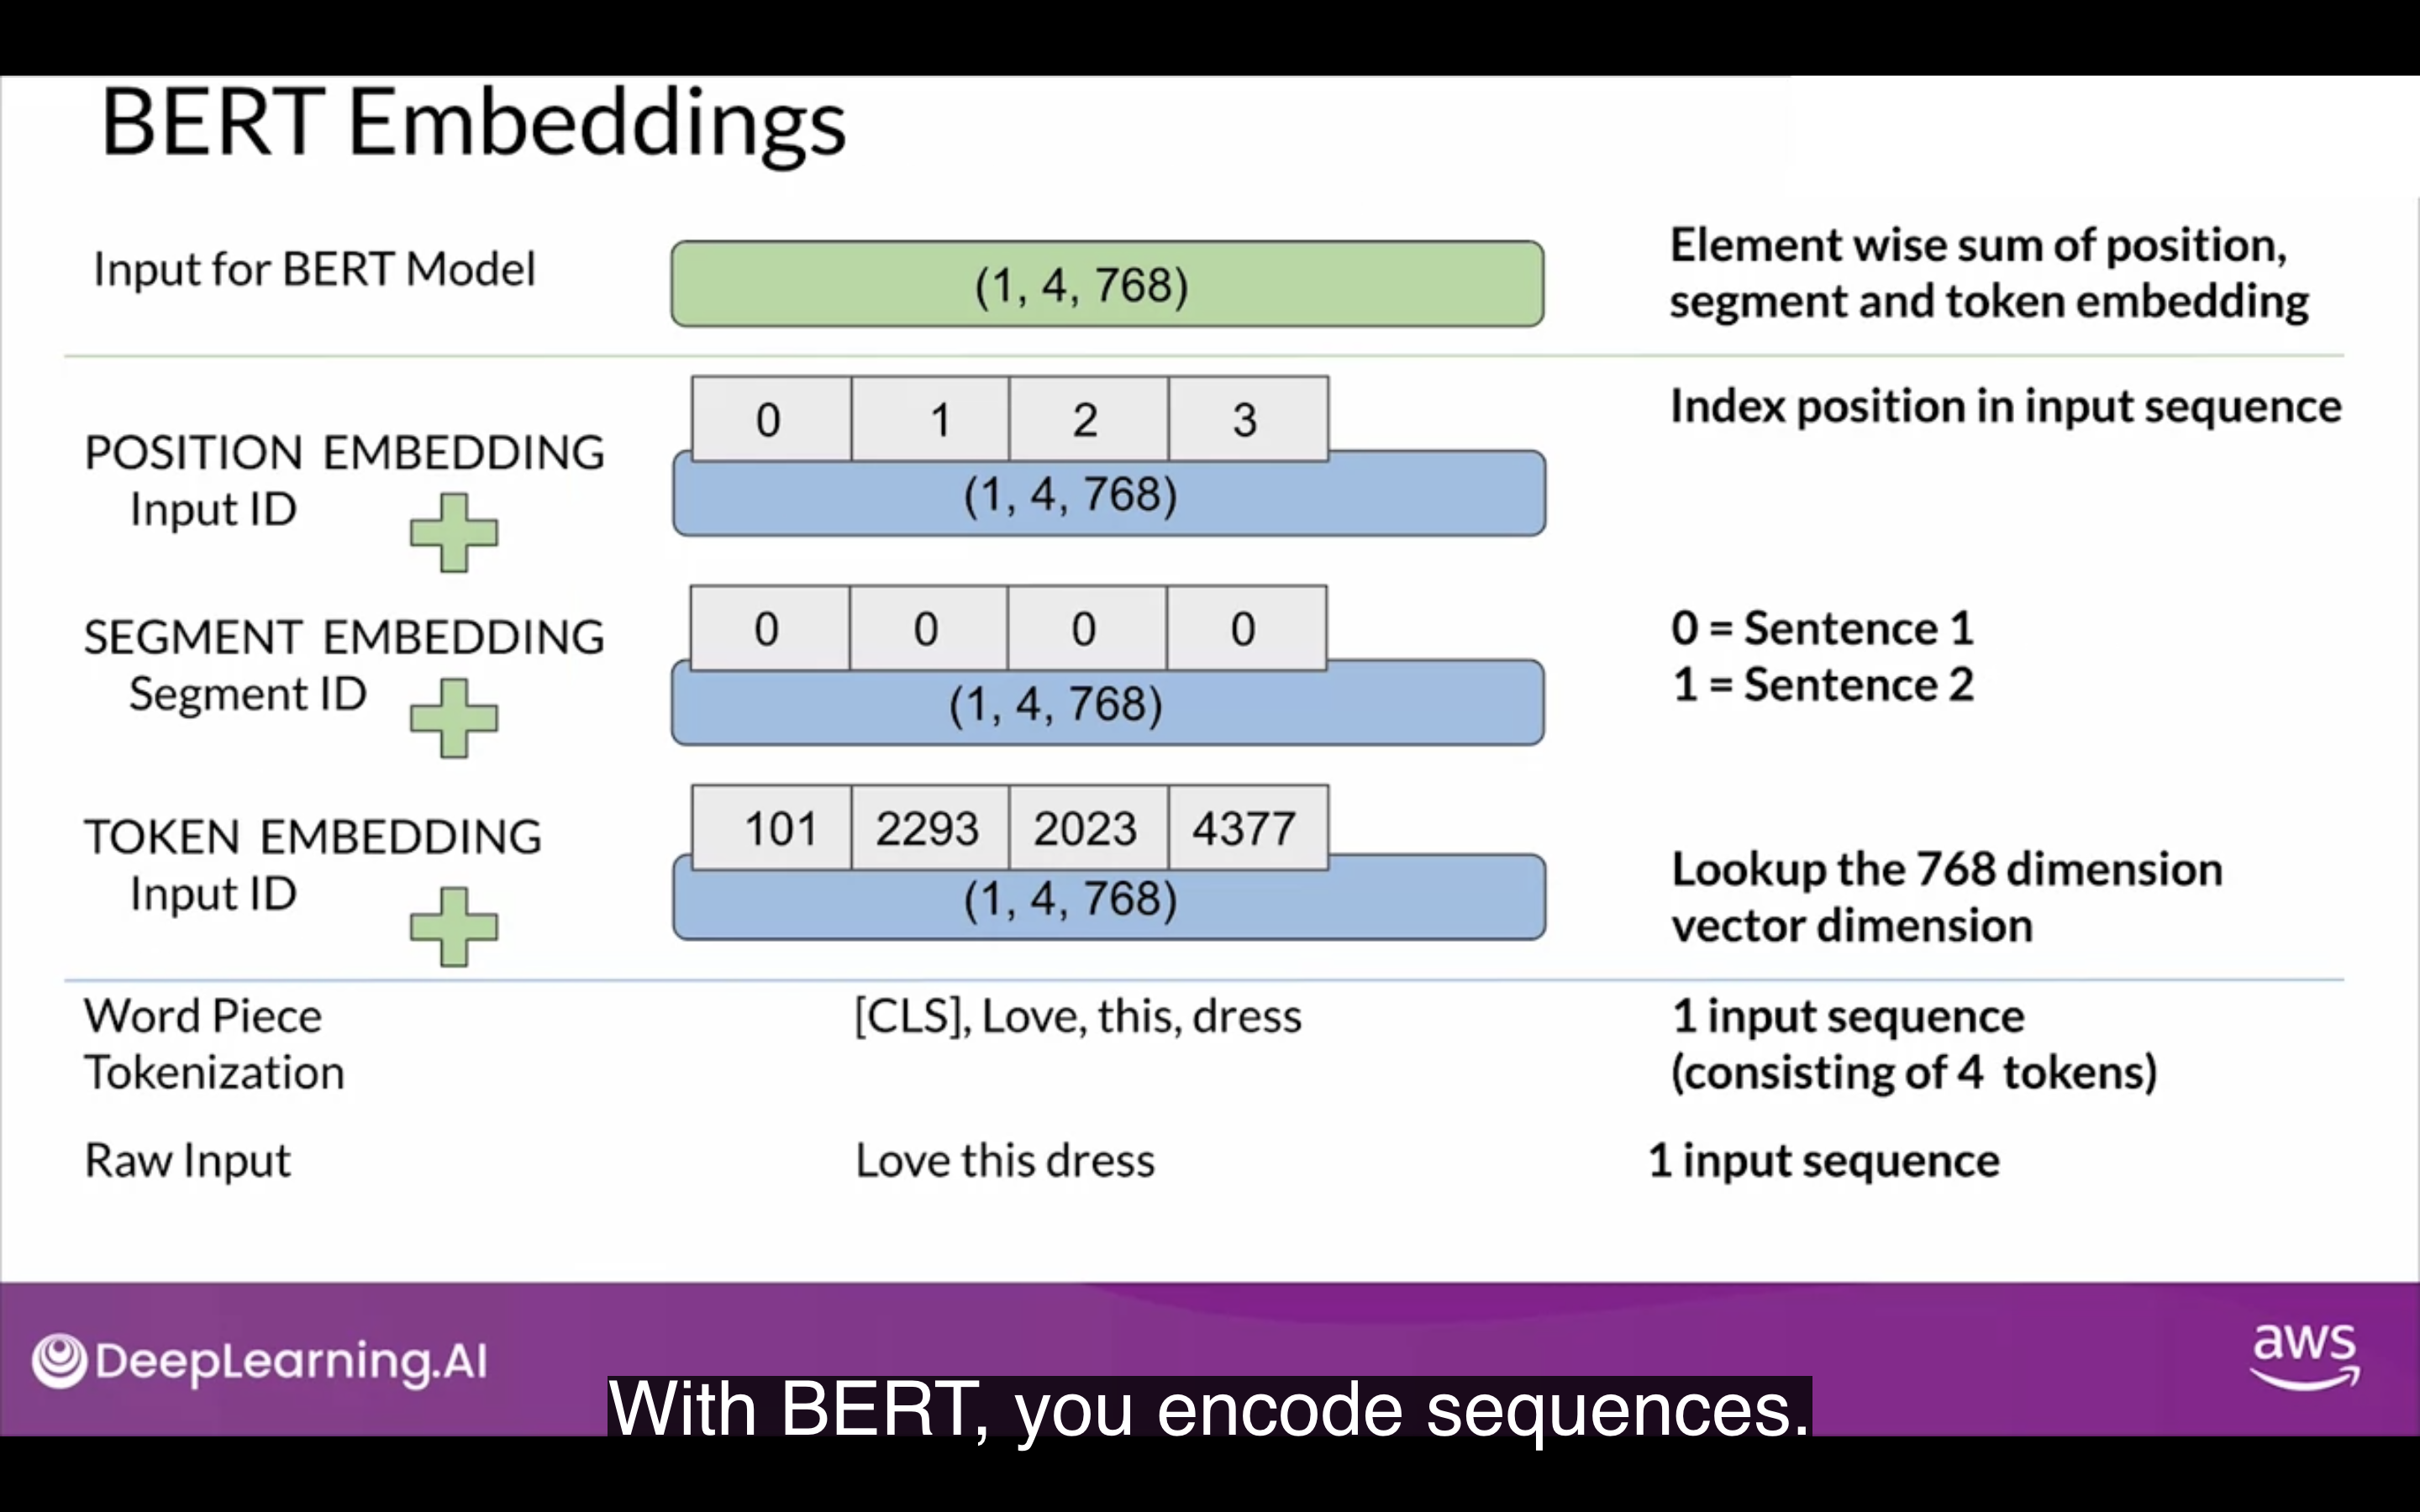 BERT Embeddings
Input for BERT Model
(1, 4, 768)
Element wise sum of position,
segment and token embedding
0 1 2 3
Index position in input sequence
POSITION EMBEDDING
Input ID
(1, 4, 768)
0 0 0 0
0 = Sentence 1
1 = Sentence 2
SEGMENT EMBEDDING
Segment ID
(1, 4, 768)
101 2293 2023 4377
TOKEN EMBEDDING
Input ID
(1, 4, 768)
Lookup the 768 dimension
vector dimension
Word Piece
Tokenization
[CLS], Love, this, dress
1 input sequence
(consisting of 4 tokens)
Raw Input
Love this dress
1 input sequence
DeepLearning.AI
aws
With BERT, you encode sequences.